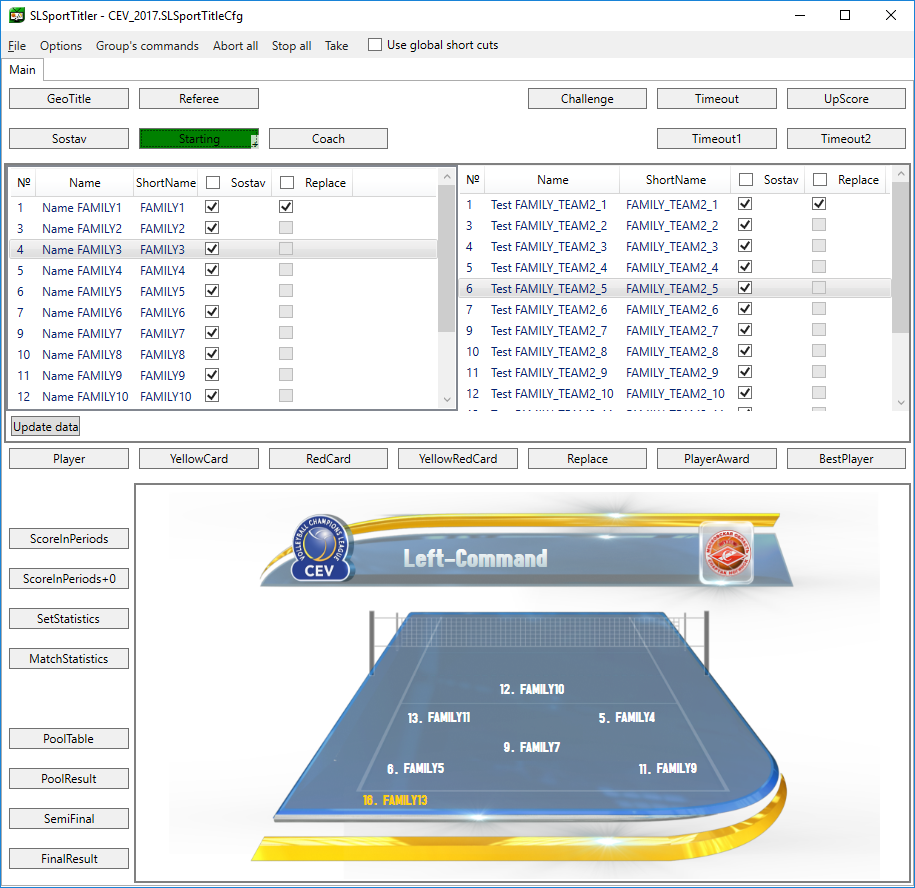 SLSportTitler - CEV_2017.SLSportTitleCfg
File Options Group's commands Abort all Stop all Take Use global short cuts
Main
GeoTitle Referee Challenge Timeout UpScore
Sostav Starting Coach Timeout1 Timeout2
№ Name ShortName Sostav Replace
1 Name FAMILY1 FAMILY1
3 Name FAMILY2 FAMILY2
4 Name FAMILY3 FAMILY3
5 Name FAMILY4 FAMILY4
6 Name FAMILY5 FAMILY5
7 Name FAMILY6 FAMILY6
9 Name FAMILY7 FAMILY7
10 Name FAMILY8 FAMILY8
11 Name FAMILY9 FAMILY9
12 Name FAMILY10 FAMILY10
№ Name ShortName Sostav Replace
1 Test FAMILY_TEAM2_1 FAMILY_TEAM2_1
3 Test FAMILY_TEAM2_2 FAMILY_TEAM2_2
4 Test FAMILY_TEAM2_3 FAMILY_TEAM2_3
5 Test FAMILY_TEAM2_4 FAMILY_TEAM2_4
6 Test FAMILY_TEAM2_5 FAMILY_TEAM2_5
7 Test FAMILY_TEAM2_6 FAMILY_TEAM2_6
9 Test FAMILY_TEAM2_7 FAMILY_TEAM2_7
10 Test FAMILY_TEAM2_8 FAMILY_TEAM2_8
11 Test FAMILY_TEAM2_9 FAMILY_TEAM2_9
12 Test FAMILY_TEAM2_10 FAMILY_TEAM2_10
Update data
Player YellowCard RedCard YellowRedCard Replace PlayerAward BestPlayer
ScoreInPeriods
ScoreInPeriods+0
SetStatistics
MatchStatistics
PoolTable
PoolResult
SemiFinal
FinalResult
VOLLEYBALL CHAMPIONS LEAGUE
CEV
Left-Command
12. FAMILY10
13. FAMILY11
5. FAMILY4
9. FAMILY7
6. FAMILY5
11. FAMILY9
16. FAMILY13